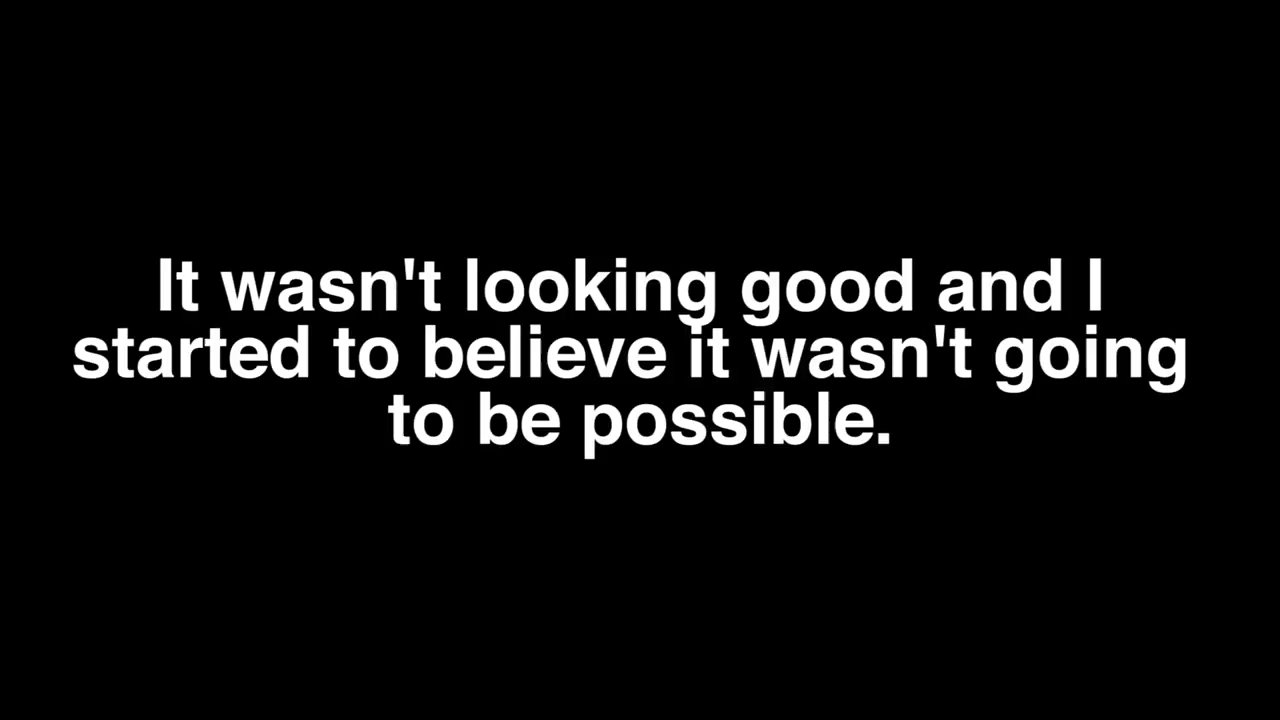 It wasn't looking good and I
started to believe it wasn't going
to be possible.